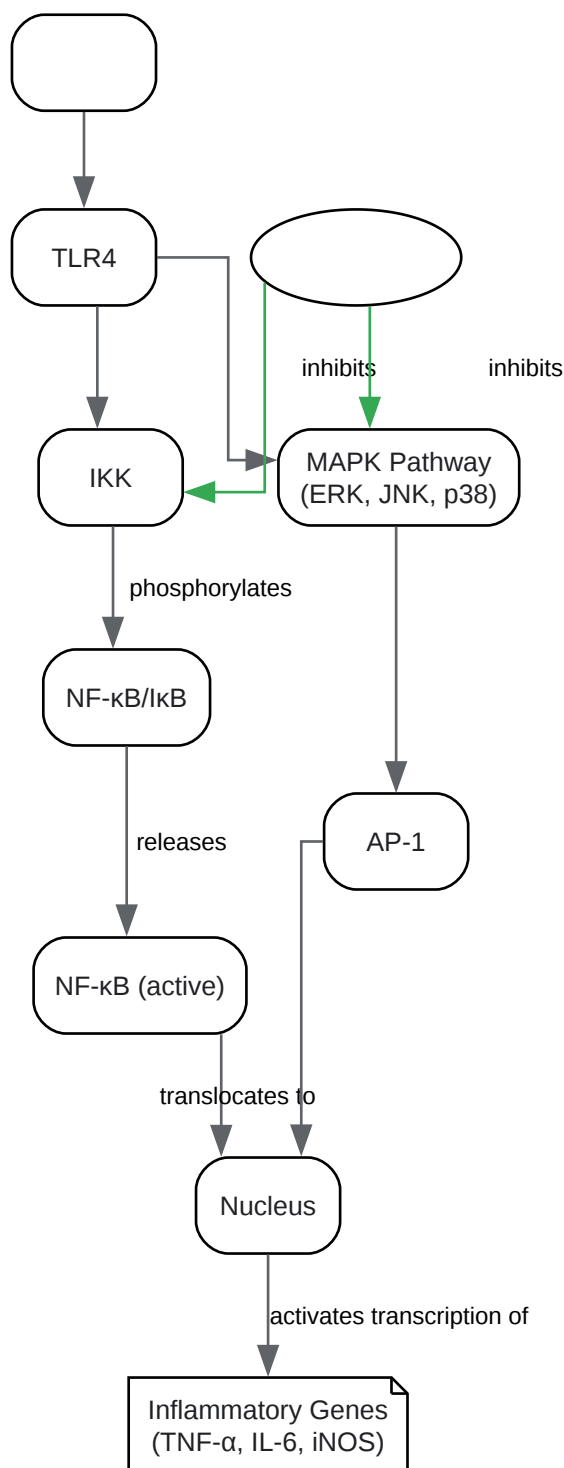 TLR4
inhibits
inhibits
IKK
MAPK Pathway
(ERK, JNK, p38)
phosphorylates
NF-κB/IκB
releases
AP-1
NF-κB (active)
translocates to
Nucleus
activates transcription of
Inflammatory Genes
(TNF-α, IL-6, iNOS)